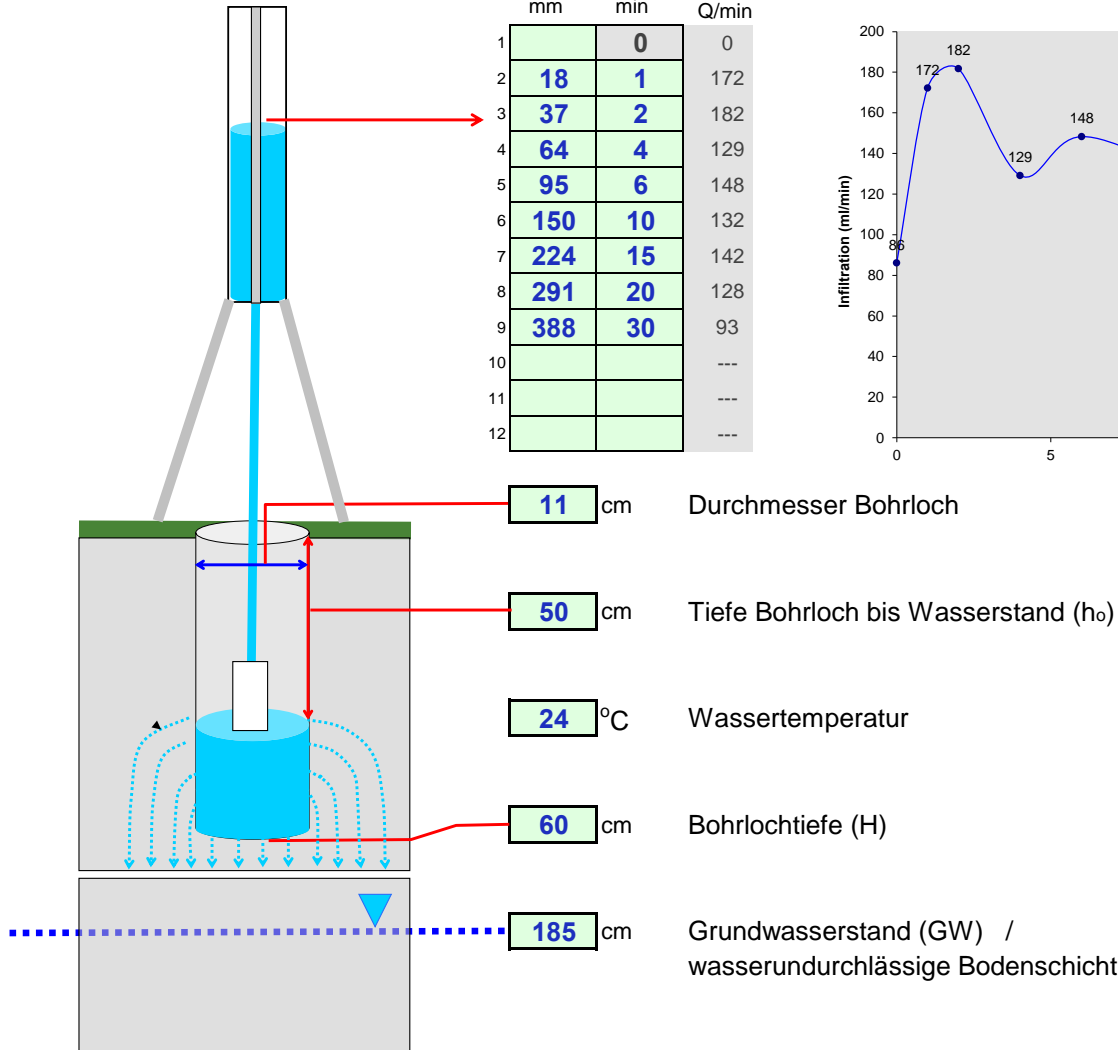 mm min Q/min
1 0 0
2 18 1 172
3 37 2 182
4 64 4 129
5 95 6 148
6 150 10 132
7 224 15 142
8 291 20 128
9 388 30 93
10 ---
11 ---
12 ---
Infiltration (ml/min)
200
180
160
140
120
100
80
60
40
20
0
0 5
86
172
182
129
148
11 cm Durchmesser Bohrloch
50 cm Tiefe Bohrloch bis Wasserstand (ho)
24 °C Wassertemperatur
60 cm Bohrlochtiefe (H)
185 cm Grundwasserstand (GW) /
wasserundurchlässige Bodenschicht